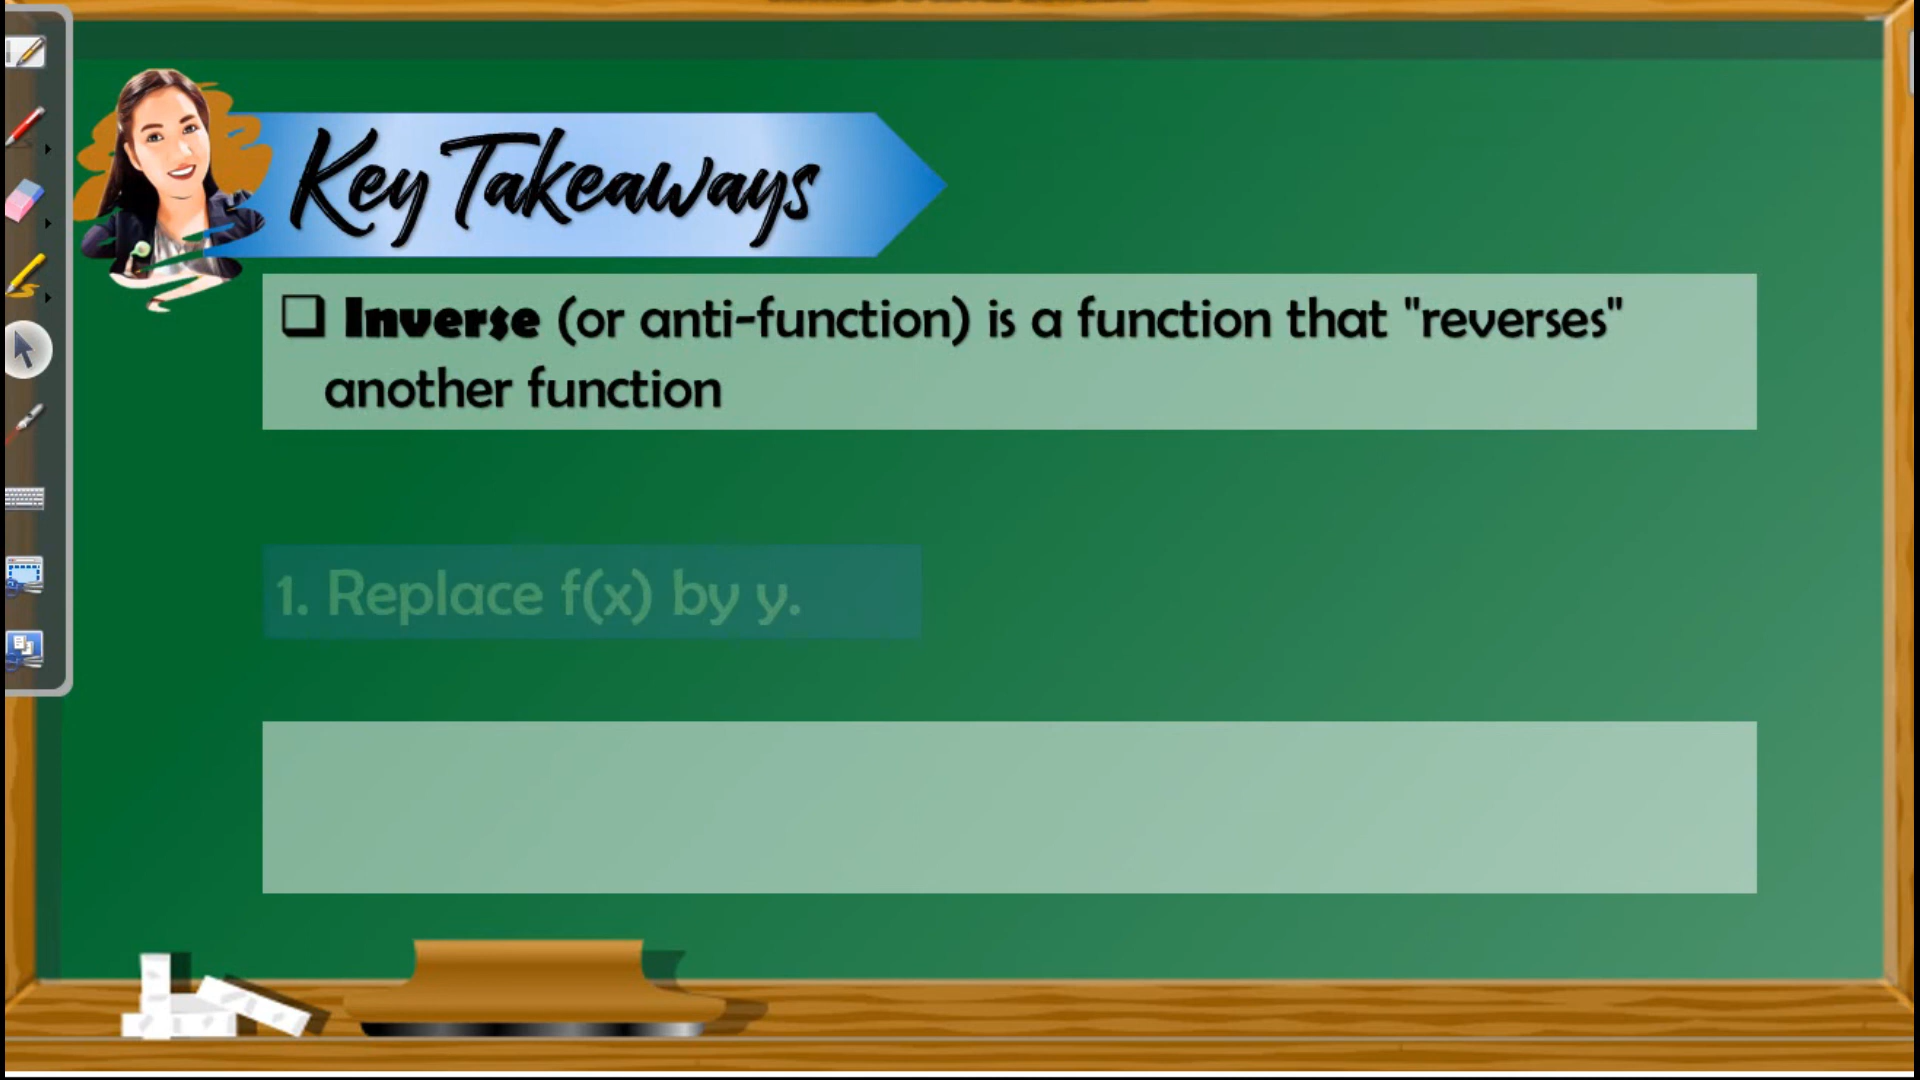 Key Takeaways
❑ Inverse (or anti-function) is a function that "reverses"
another function
1. Replace f(x) by y.